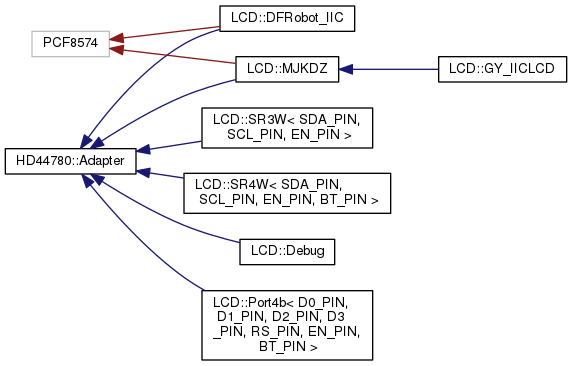 LCD::DFRobot_IIC
PCF8574
LCD::MJKDZ
LCD::GY_IICLCD
LCD::SR3W< SDA_PIN,
SCL_PIN, EN_PIN >
HD44780::Adapter
LCD::SR4W< SDA_PIN,
SCL_PIN, EN_PIN, BT_PIN >
LCD::Debug
LCD::Port4b< D0_PIN,
D1_PIN, D2_PIN, D3
_PIN, RS_PIN, EN_PIN,
BT_PIN >